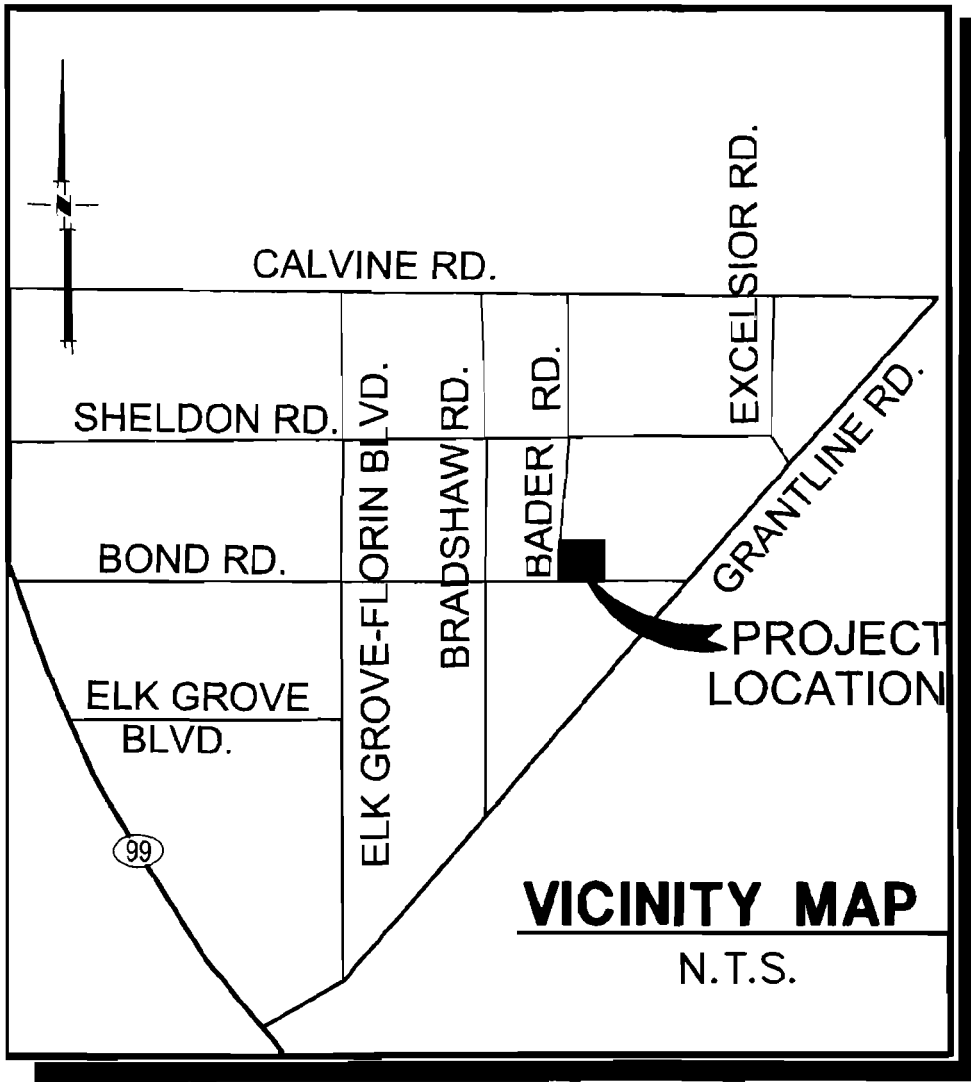 EXCELSIOR RD.
CALVINE RD.
SHELDON RD.
ELK GROVE-FLORIN BLVD.
BRADSHAW RD.
BADER RD.
GRANTLINE RD.
BOND RD.
PROJECT
LOCATION
ELK GROVE
BLVD.
99
VICINITY MAP
N.T.S.